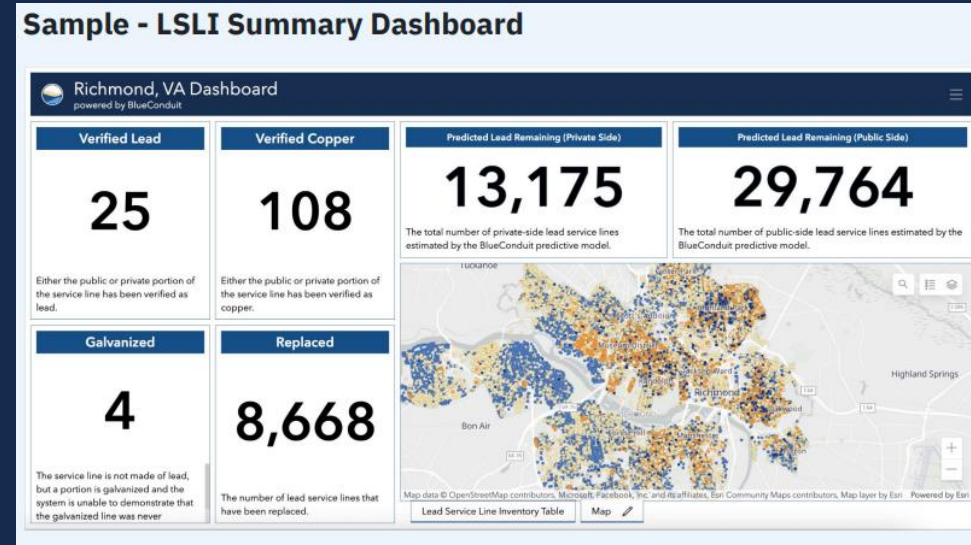 Sample - LSLI Summary Dashboard
Richmond, VA Dashboard
powered by BlueConduit
Verified Lead
25
Either the public or private portion of
the service line has been verified as
lead.
Verified Copper
108
Either the public or private portion of
the service line has been verified as
copper.
Predicted Lead Remaining (Private Side)
13,175
The total number of private-side lead service lines
estimated by the BlueConduit predictive model.
Predicted Lead Remaining (Public Side)
29,764
The total number of public-side lead service lines estimated by the
BlueConduit predictive model.
Galvanized
4
The service line is not made of lead,
but a portion is galvanized and the
system is unable to demonstrate that
the galvanized line was never
Replaced
8,668
The number of lead service lines that
have been replaced.
Tuckahoe
Museum District
Highland Springs
Richmond
Bon Air
Map data © OpenStreetMap contributors, Microsoft, Facebook, Inc. and its affiliates, Esri Community Maps contributors, Map layer by Esri
Powered by Esri
Lead Service Line Inventory Table
Map